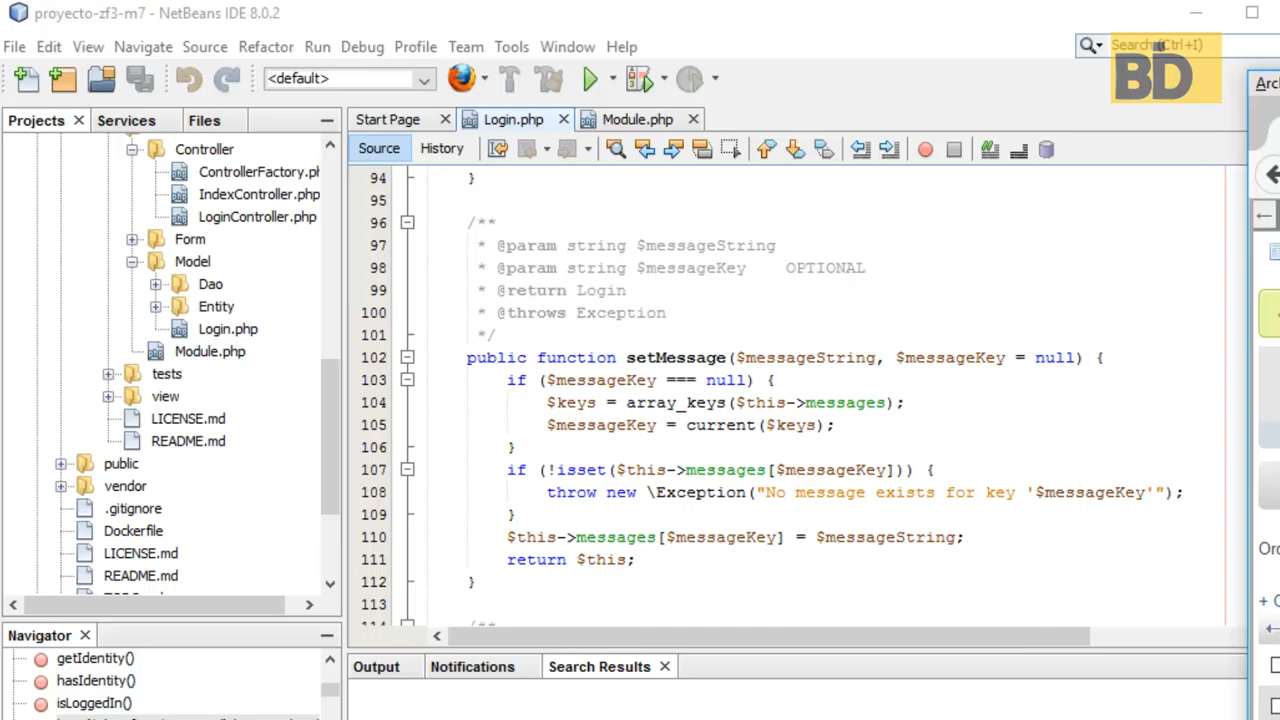 proyecto-zf3-m7 - NetBeans IDE 8.0.2
File Edit View Navigate Source Refactor Run Debug Profile Team Tools Window Help
Search (Ctrl+I)
BD
<default>
Projects Services Files
Start Page Login.php Module.php
Source History
Controller
ControllerFactory.ph
IndexController.php
LoginController.php
Form
Model
Dao
Entity
Login.php
Module.php
tests
view
LICENSE.md
README.md
public
vendor
.gitignore
Dockerfile
LICENSE.md
README.md
94 }
95
96 /**
97 * @param string $messageString
98 * @param string $messageKey OPTIONAL
99 * @return Login
100 * @throws Exception
101 */
102 public function setMessage($messageString, $messageKey = null) {
103 if ($messageKey === null) {
104 $keys = array_keys($this->messages);
105 $messageKey = current($keys);
106 }
107 if (!isset($this->messages[$messageKey])) {
108 throw new \Exception("No message exists for key '$messageKey'");
109 }
110 $this->messages[$messageKey] = $messageString;
111 return $this;
112 }
113
114 /**
Navigator
getIdentity()
hasIdentity()
isLoggedIn()
Output Notifications Search Results
Arc
Ord